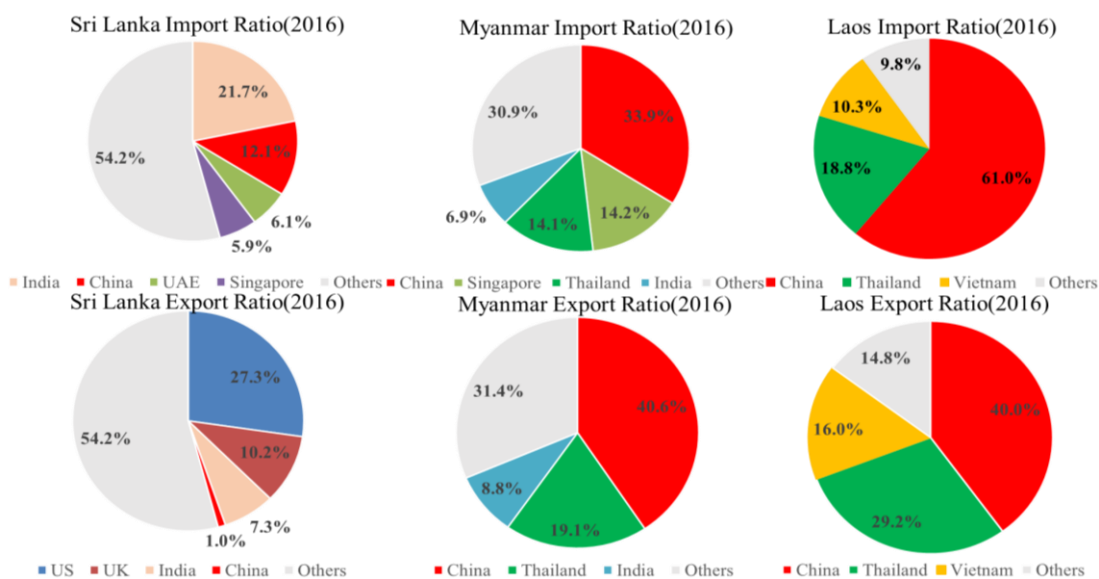 Sri Lanka Import Ratio(2016)
21.7%
12.1%
6.1%
5.9%
54.2%
India China UAE Singapore Others
Myanmar Import Ratio(2016)
33.9%
14.2%
14.1%
6.9%
30.9%
China Singapore Thailand India Others
Laos Import Ratio(2016)
61.0%
18.8%
10.3%
9.8%
China Thailand Vietnam Others
Sri Lanka Export Ratio(2016)
27.3%
10.2%
7.3%
1.0%
54.2%
US UK India China Others
Myanmar Export Ratio(2016)
40.6%
19.1%
8.8%
31.4%
China Thailand India Others
Laos Export Ratio(2016)
40.0%
29.2%
16.0%
14.8%
China Thailand Vietnam Others